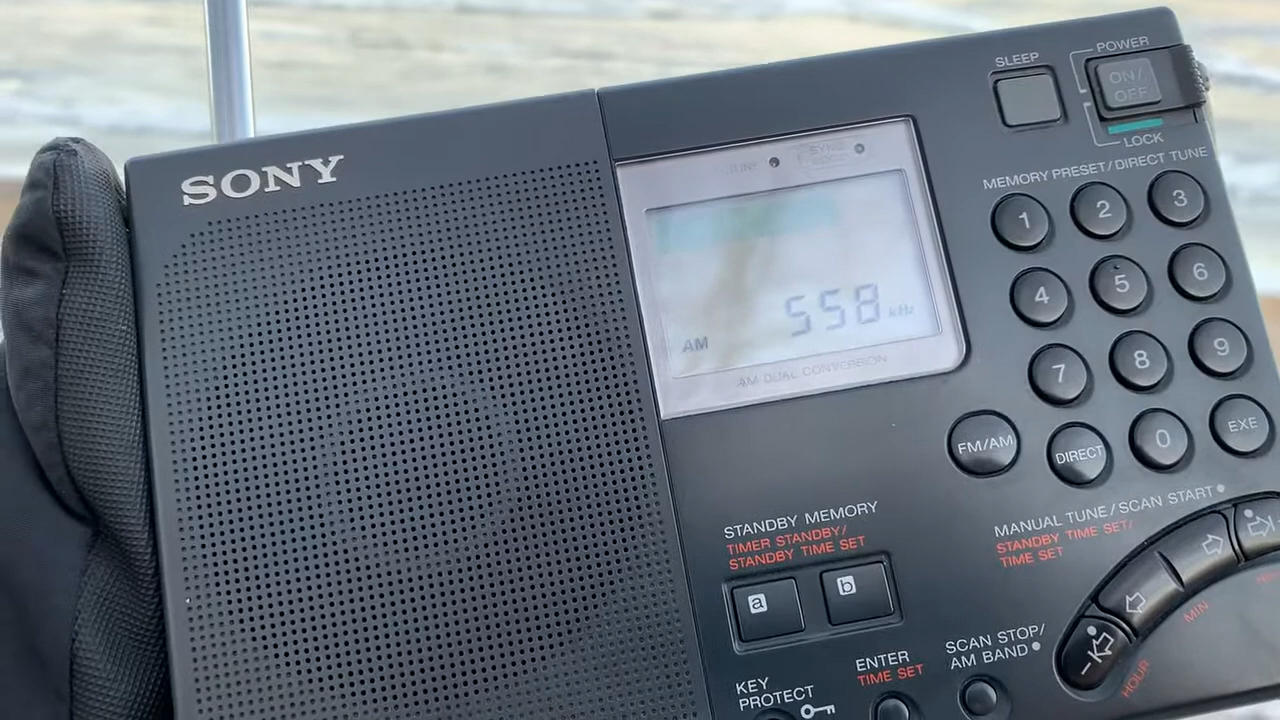 SONY
TUNE
SYNC
SLEEP
POWER
ON/
OFF
LOCK
MEMORY PRESET/DIRECT TUNE
1 2 3
4 5 6
7 8 9
FM/AM DIRECT 0 EXE
AM 558 kHz
AM DUAL CONVERSION
STANDBY MEMORY
TIMER STANDBY/
STANDBY TIME SET
a b
MANUAL TUNE/SCAN START
STANDBY TIME SET/
TIME SET
MIN
HOUR
SCAN STOP/
AM BAND
ENTER
TIME SET
KEY
PROTECT